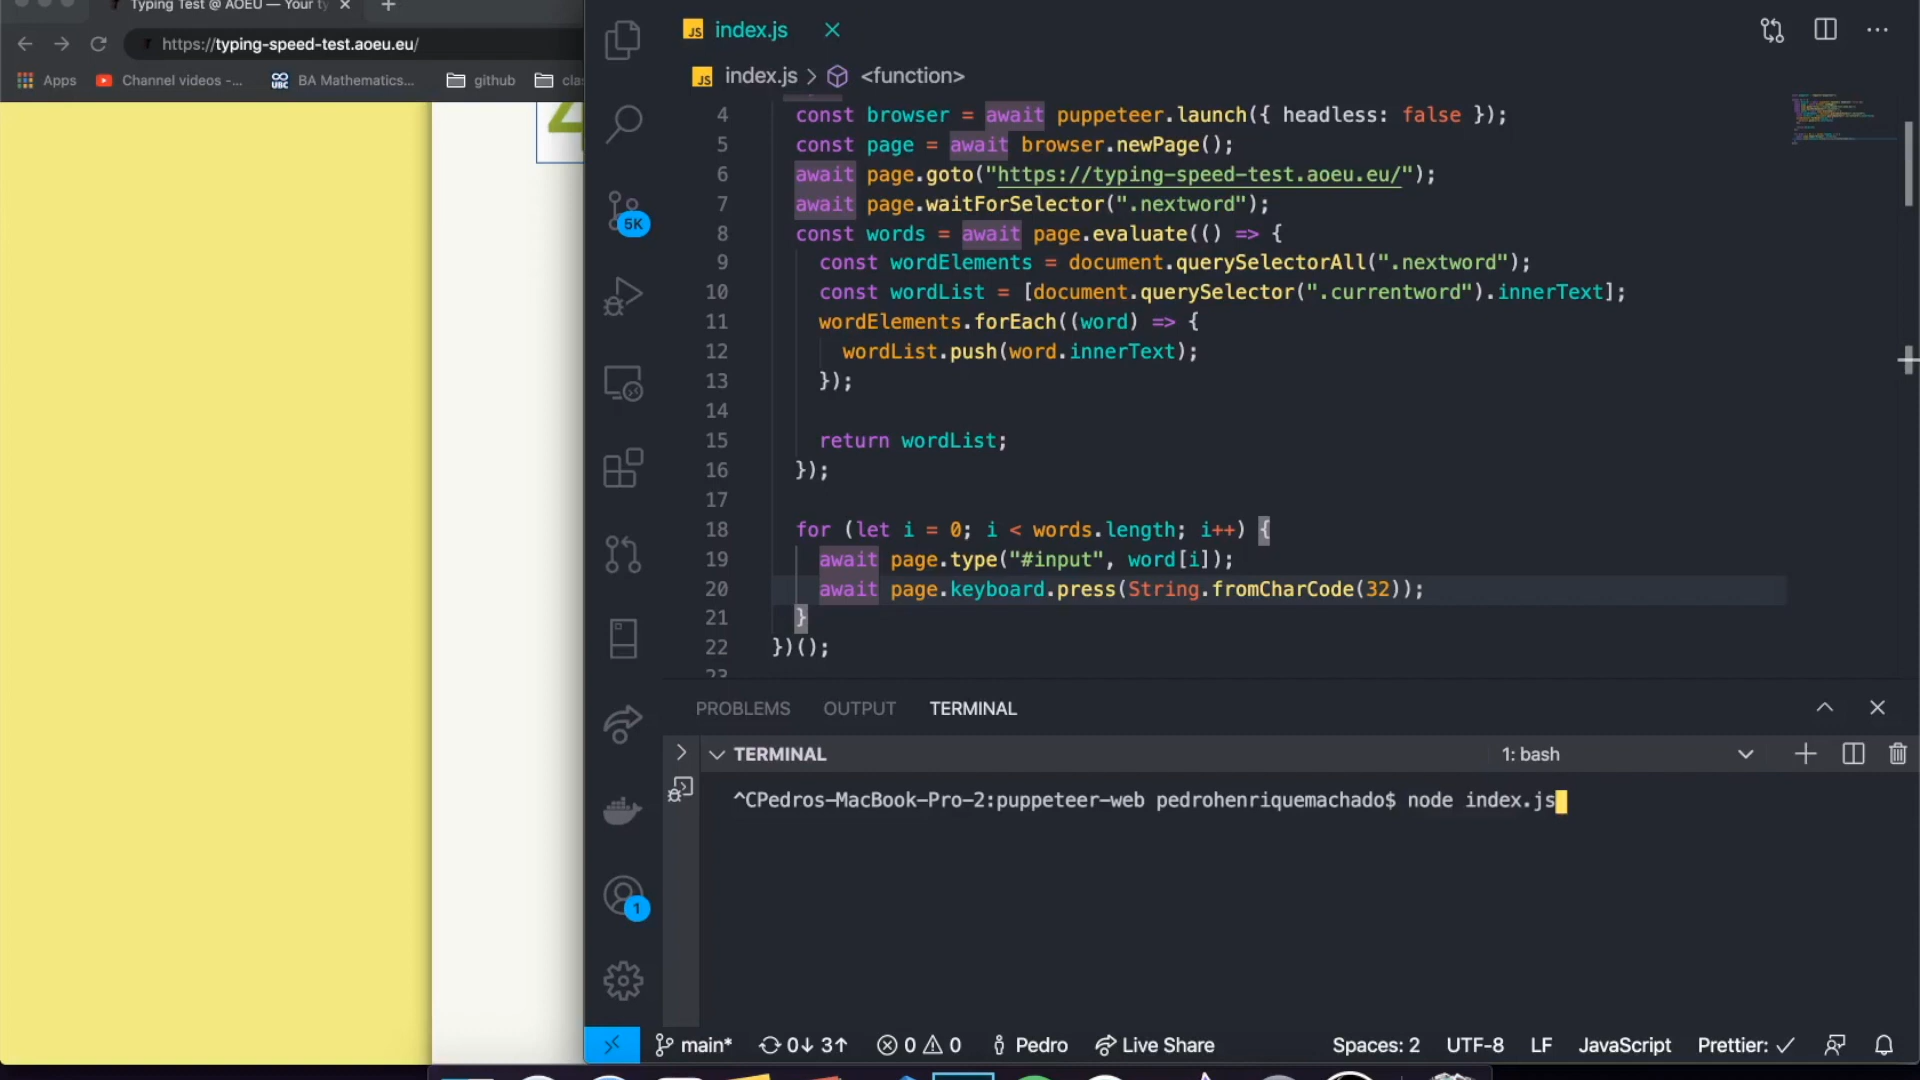 Typing Test @ AOEU — Your ty
https://typing-speed-test.aoeu.eu/
Apps
Channel videos -...
UBC
BA Mathematics...
github
clas
JS index.js
JS index.js > <function>
4 const browser = await puppeteer.launch({ headless: false });
5 const page = await browser.newPage();
6 await page.goto("https://typing-speed-test.aoeu.eu/");
7 await page.waitForSelector(".nextword");
8 const words = await page.evaluate(() => {
9 const wordElements = document.querySelectorAll(".nextword");
10 const wordList = [document.querySelector(".currentword").innerText];
11 wordElements.forEach((word) => {
12 wordList.push(word.innerText);
13 });
14
15 return wordList;
16 });
17
18 for (let i = 0; i < words.length; i++) {
19 await page.type("#input", word[i]);
20 await page.keyboard.press(String.fromCharCode(32));
21 }
22 })();
23
5K
1
PROBLEMS OUTPUT TERMINAL
TERMINAL
1: bash
^CPedros-MacBook-Pro-2:puppeteer-web pedrohenriquemachado$ node index.js
main* 0↓ 3↑ 0 0 Pedro Live Share Spaces: 2 UTF-8 LF JavaScript Prettier: ✓